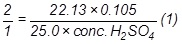 2/1 = 22.13 × 0.105 / 25.0 × conc. H₂SO₄ (1)